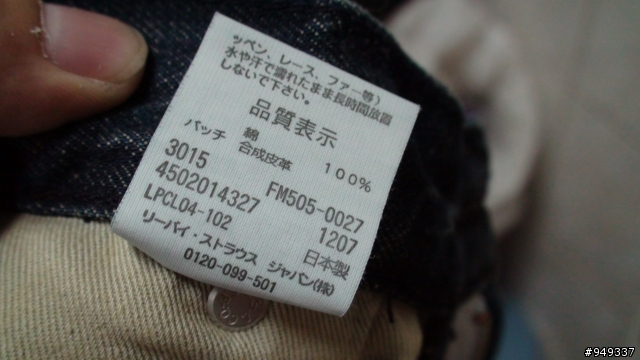 ッペン、レース、ファー等)
水や汗で濡れたまま長時間放置
しないで下さい。
品質表示
綿 100%
パッチ 合成皮革
3015 FM505-0027
4502014327 1207
LPCL04-102 日本製
リーバイ・ストラウス ジャパン(株)
0120-099-501
#949337